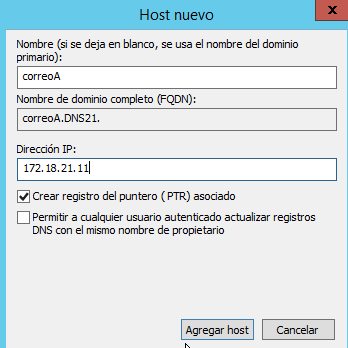 Host nuevo
x
Nombre (si se deja en blanco, se usa el nombre del dominio
primario):
correoA
Nombre de dominio completo (FQDN):
correoA.DNS21.
Dirección IP:
172.18.21.11
Crear registro del puntero ( PTR) asociado
Permitir a cualquier usuario autenticado actualizar registros
DNS con el mismo nombre de propietario
Agregar host
Cancelar